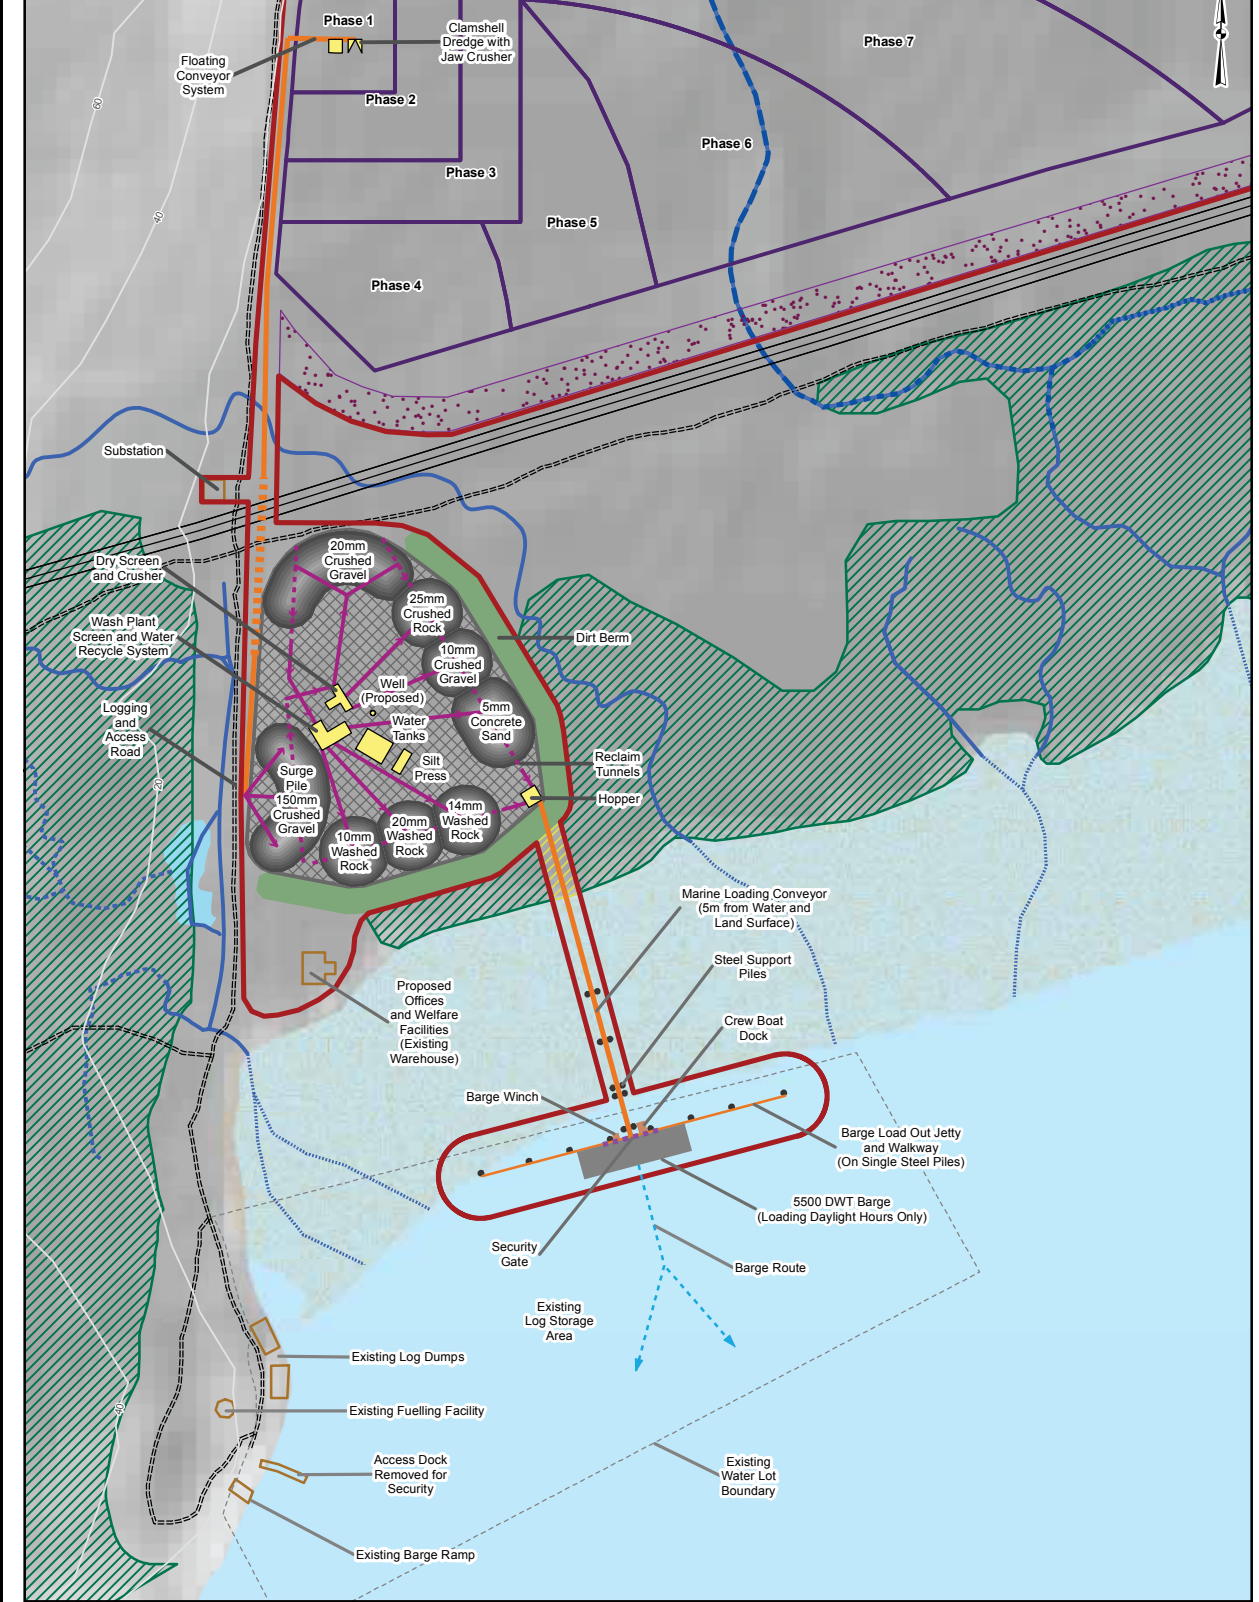 Phase 1
Clamshell
Dredge with
Jaw Crusher
Phase 7
Floating
Conveyor
System
60
Phase 2
Phase 6
Phase 3
40
Phase 5
Phase 4
Substation
20mm
Crushed
Gravel
Dry Screen
and Crusher
25mm
Crushed
Rock
Wash Plant
Screen and Water
Recycle System
Dirt Berm
10mm
Crushed
Gravel
Well
(Proposed)
Logging
and
Access
Road
5mm
Concrete
Sand
Water
Tanks
Silt
Press
Reclaim
Tunnels
20
Surge
Pile
150mm
Crushed
Gravel
Hopper
14mm
Washed
Rock
20mm
Washed
Rock
10mm
Washed
Rock
Marine Loading Conveyor
(5m from Water and
Land Surface)
Steel Support
Piles
Proposed
Offices
and Welfare
Facilities
(Existing
Warehouse)
Crew Boat
Dock
Barge Winch
Barge Load Out Jetty
and Walkway
(On Single Steel Piles)
5500 DWT Barge
(Loading Daylight Hours Only)
Security
Gate
Barge Route
Existing
Log Storage
Area
Existing Log Dumps
40
Existing Fuelling Facility
Access Dock
Removed for
Security
Existing
Water Lot
Boundary
Existing Barge Ramp